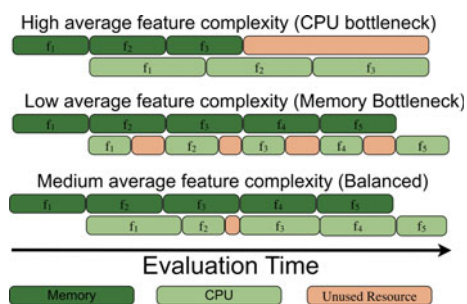 High average feature complexity (CPU bottleneck)
f₁ f₂ f₃
f₁ f₂ f₃
Low average feature complexity (Memory Bottleneck)
f₁ f₂ f₃ f₄ f₅
f₁ f₂ f₃ f₄ f₅
Medium average feature complexity (Balanced)
f₁ f₂ f₃ f₄ f₅
f₁ f₂ f₃ f₄ f₅
Evaluation Time
Memory CPU Unused Resource